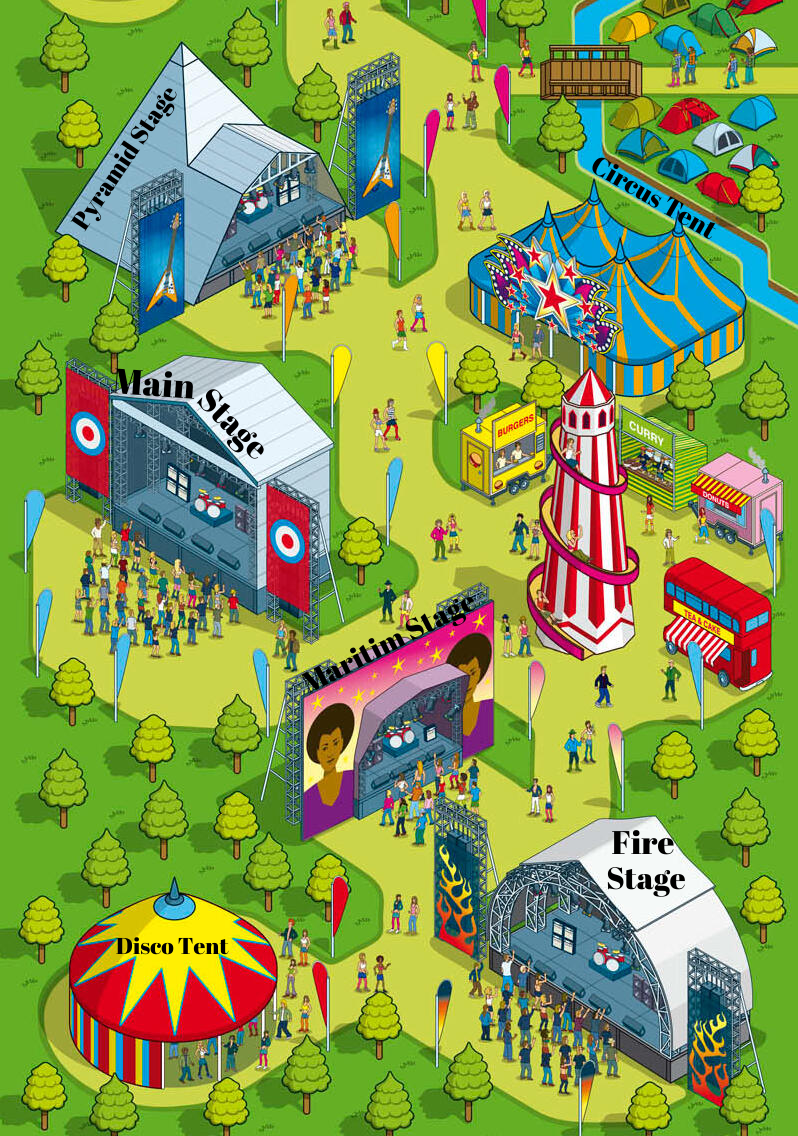 Pyramid Stage
Circus Tent
Main Stage
BURGERS
CURRY
DONUTS
TEA & CAKE
Maritim Stage
Fire
Stage
Disco Tent